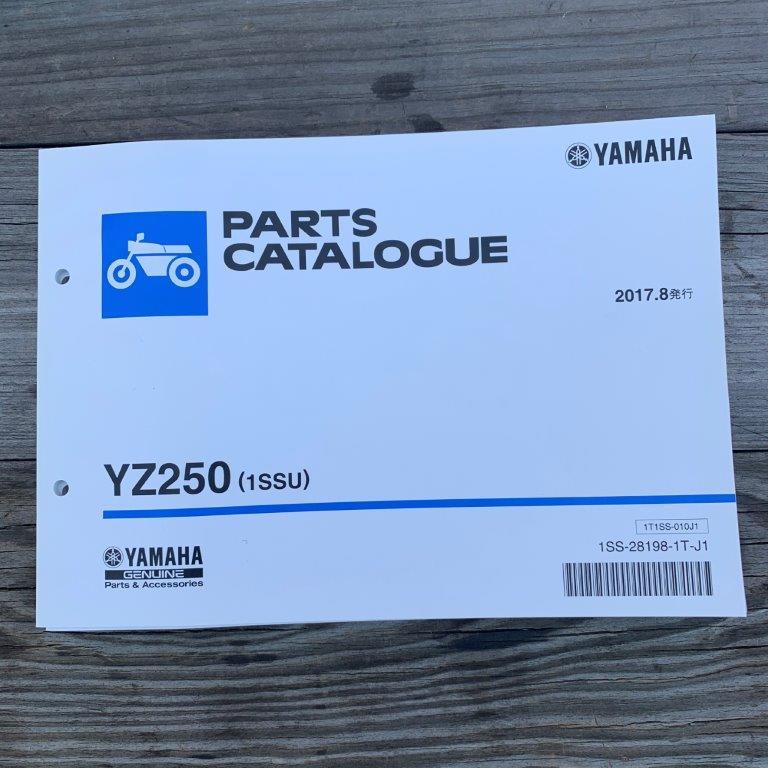 YAMAHA
PARTS
CATALOGUE
2017.8発行
YZ250 (1SSU)
1T1SS-010J1
1SS-28198-1T-J1
YAMAHA
GENUINE
Parts & Accessories